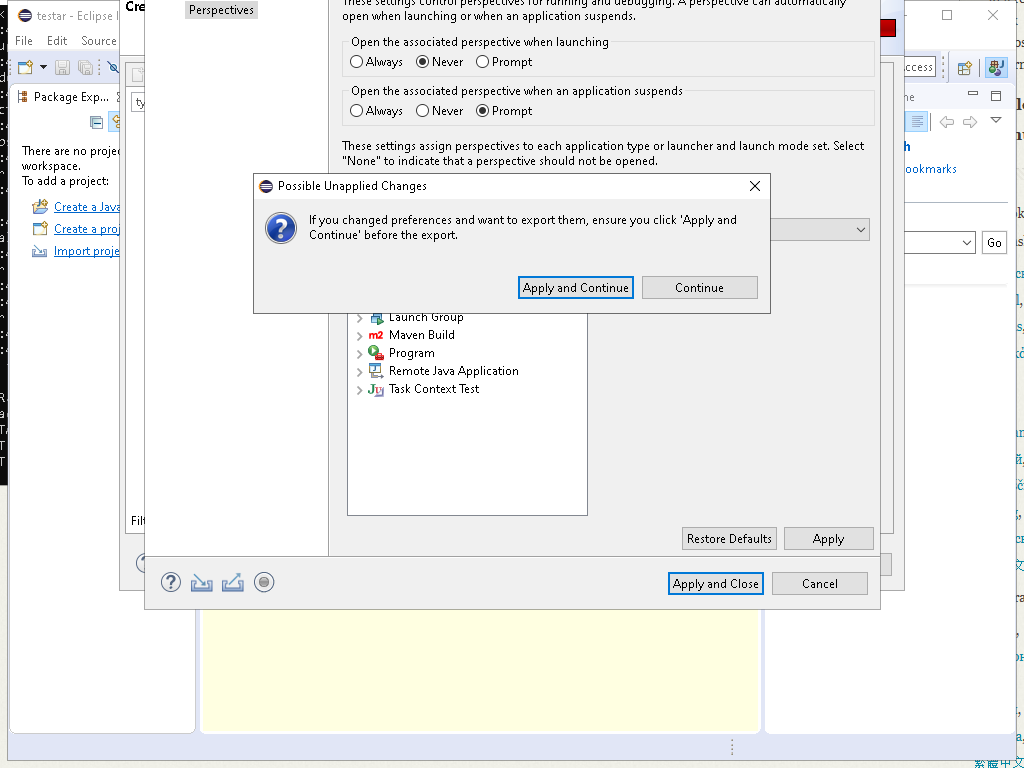 testar - Eclipse I
Cre
Perspectives
These settings control perspectives for running and debugging. A perspective can automatically
open when launching or when an application suspends.
File Edit Source
Open the associated perspective when launching
Always Never Prompt
Package Exp...
Open the associated perspective when an application suspends
Always Never Prompt
There are no proje
workspace.
To add a project:
Create a Java
Create a proj
Import proje
These settings assign perspectives to each application type or launcher and launch mode set. Select
"None" to indicate that a perspective should not be opened.
Possible Unapplied Changes
If you changed preferences and want to export them, ensure you click 'Apply and
Continue' before the export.
Apply and Continue
Continue
Launch Group
Maven Build
Program
Remote Java Application
Task Context Test
Filt
Restore Defaults
Apply
Apply and Close
Cancel
ccess
ookmarks
Go
繁體中文